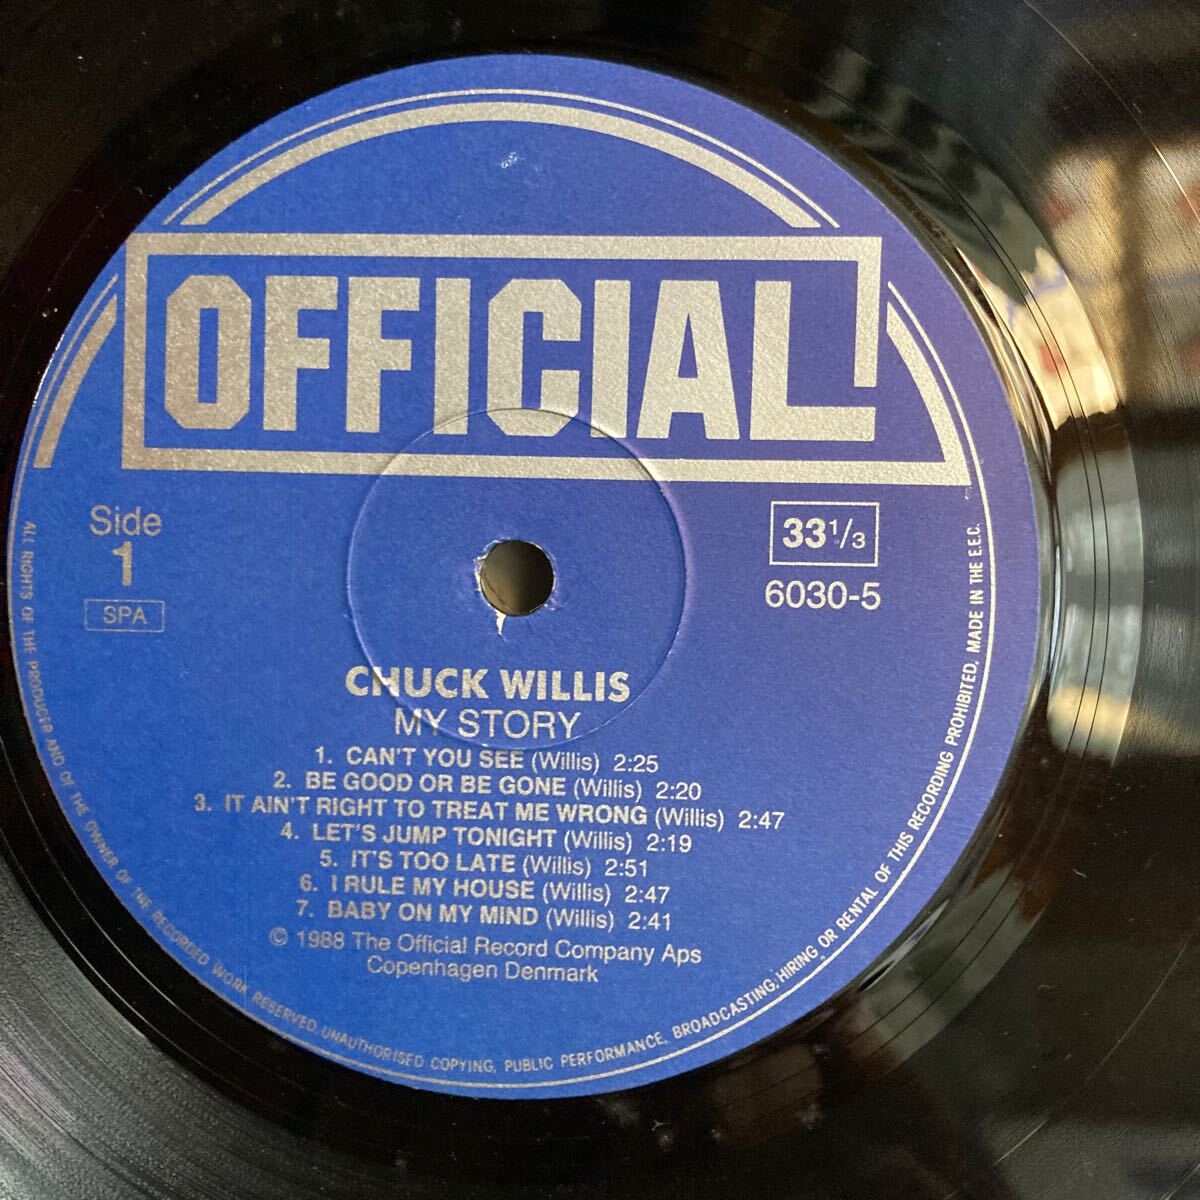 OFFICIAL
Side
1
SPA
33 1/3
6030-5
CHUCK WILLIS
MY STORY
1. CAN'T YOU SEE (Willis) 2:25
2. BE GOOD OR BE GONE (Willis) 2:20
3. IT AIN'T RIGHT TO TREAT ME WRONG (Willis) 2:47
4. LET'S JUMP TONIGHT (Willis) 2:19
5. IT'S TOO LATE (Willis) 2:51
6. I RULE MY HOUSE (Willis) 2:47
7. BABY ON MY MIND (Willis) 2:41
© 1988 The Official Record Company Aps
Copenhagen Denmark
ALL RIGHTS OF THE PRODUCER AND OF THE OWNER OF THE RECORDED WORK RESERVED. UNAUTHORISED COPYING, PUBLIC PERFORMANCE, BROADCASTING, HIRING OR RENTAL OF THIS RECORDING PROHIBITED, MADE IN THE E.E.C.